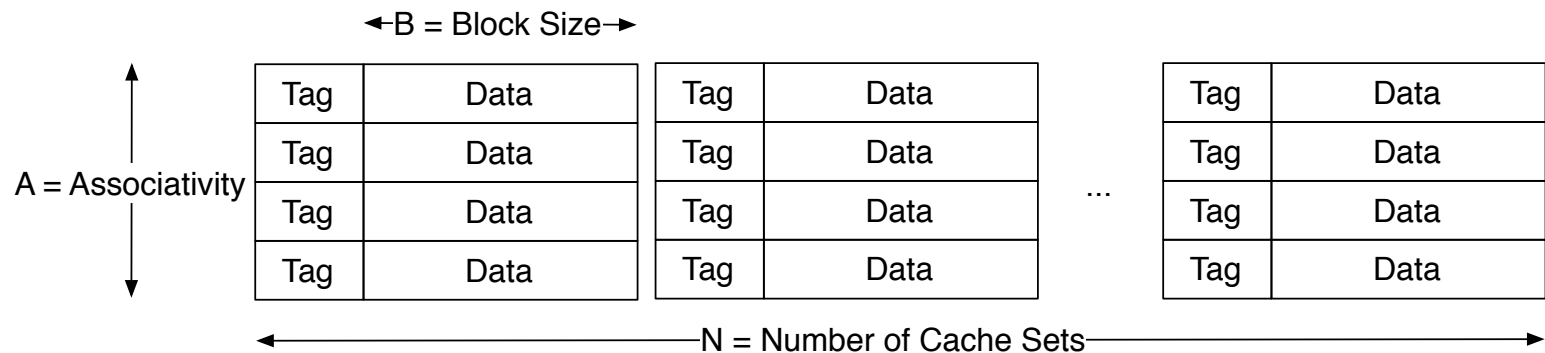 B = Block Size
Tag Data Tag Data Tag Data
Tag Data Tag Data Tag Data
A = Associativity ...
Tag Data Tag Data Tag Data
Tag Data Tag Data Tag Data
N = Number of Cache Sets